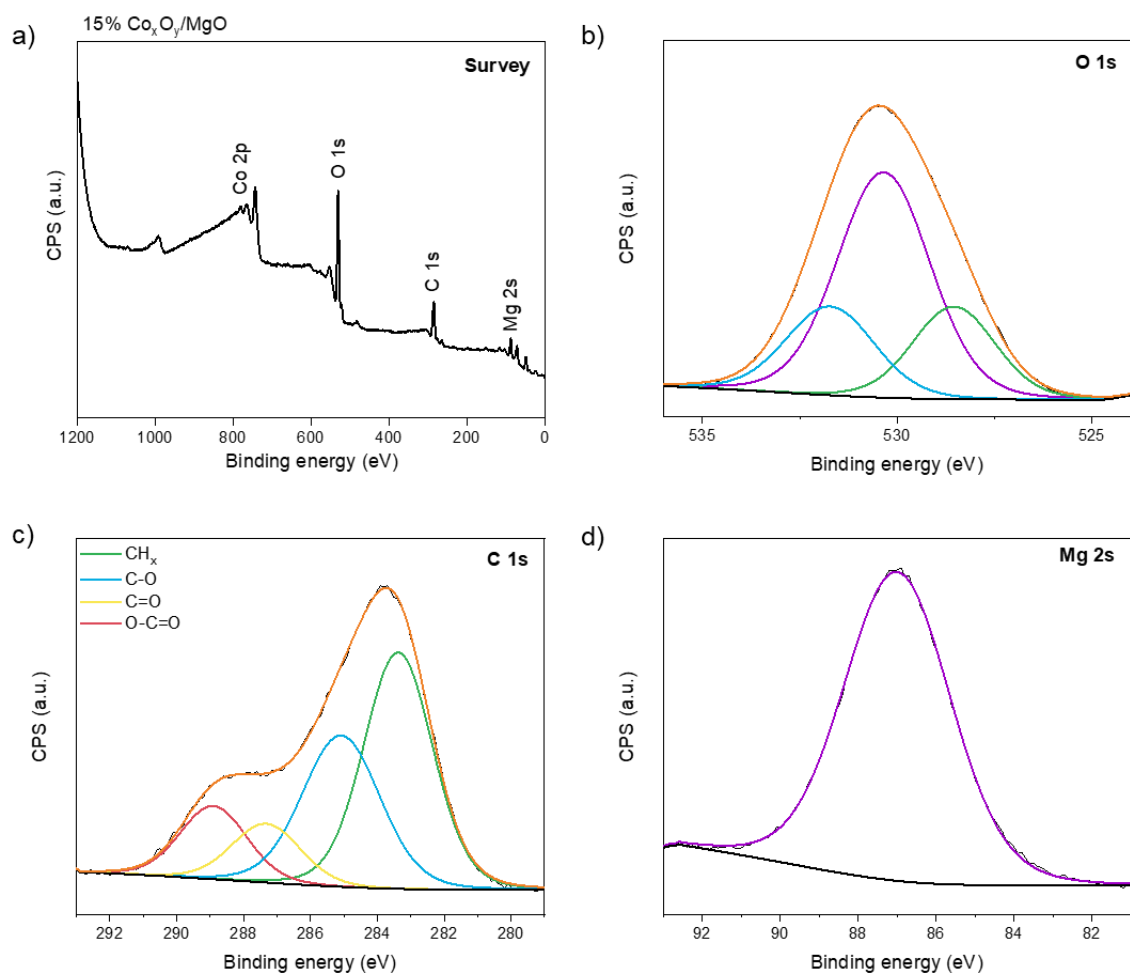 15% CoₓOᵧ/MgO
a)
Survey
Co 2p
O 1s
C 1s
Mg 2s
CPS (a.u.)
1200 1000 800 600 400 200 0
Binding energy (eV)
b)
O 1s
CPS (a.u.)
535 530 525
Binding energy (eV)
c)
C 1s
CHₓ
C-O
C=O
O-C=O
CPS (a.u.)
292 290 288 286 284 282 280
Binding energy (eV)
d)
Mg 2s
CPS (a.u.)
92 90 88 86 84 82
Binding energy (eV)